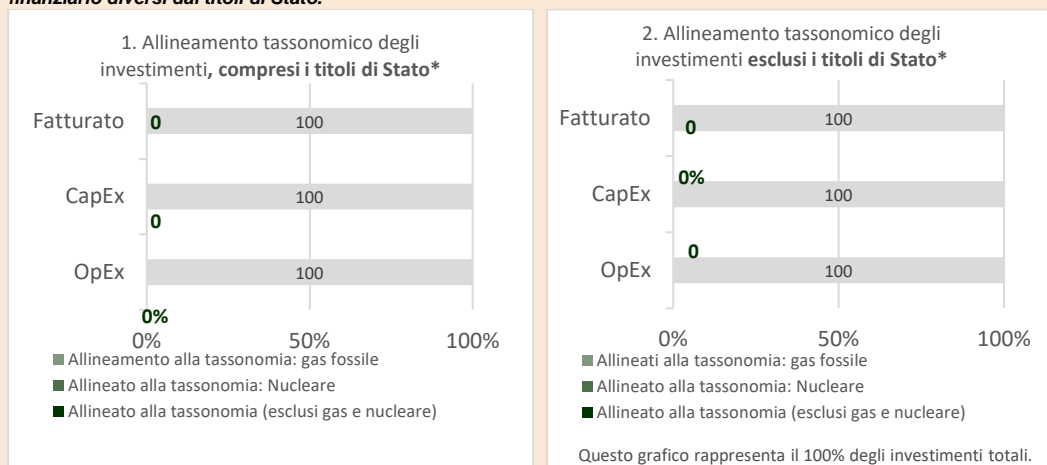 finanziario diversi dai titoli di Stato.
1. Allineamento tassonomico degli
investimenti, compresi i titoli di Stato*
Fatturato 0 100
CapEx 100
0
OpEx 100
0%
0% 50% 100%
Allineamento alla tassonomia: gas fossile
Allineato alla tassonomia: Nucleare
Allineato alla tassonomia (esclusi gas e nucleare)
2. Allineamento tassonomico degli
investimenti esclusi i titoli di Stato*
Fatturato 0 100
0%
CapEx 100
0
OpEx 100
0% 50% 100%
Allineati alla tassonomia: gas fossile
Allineato alla tassonomia: Nucleare
Allineato alla tassonomia (esclusi gas e nucleare)
Questo grafico rappresenta il 100% degli investimenti totali.